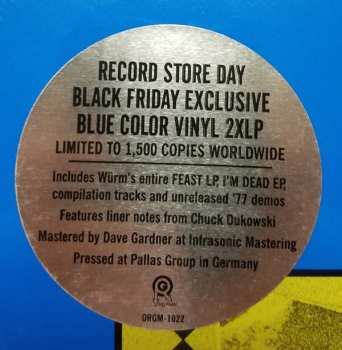 RECORD STORE DAY
BLACK FRIDAY EXCLUSIVE
BLUE COLOR VINYL 2XLP
LIMITED TO 1,500 COPIES WORLDWIDE
Includes Würm's entire FEAST LP, I'M DEAD EP,
compilation tracks and unreleased '77 demos
Features liner notes from Chuck Dukowski
Mastered by Dave Gardner at Infrasonic Mastering
Pressed at Pallas Group in Germany
ORGM-1022